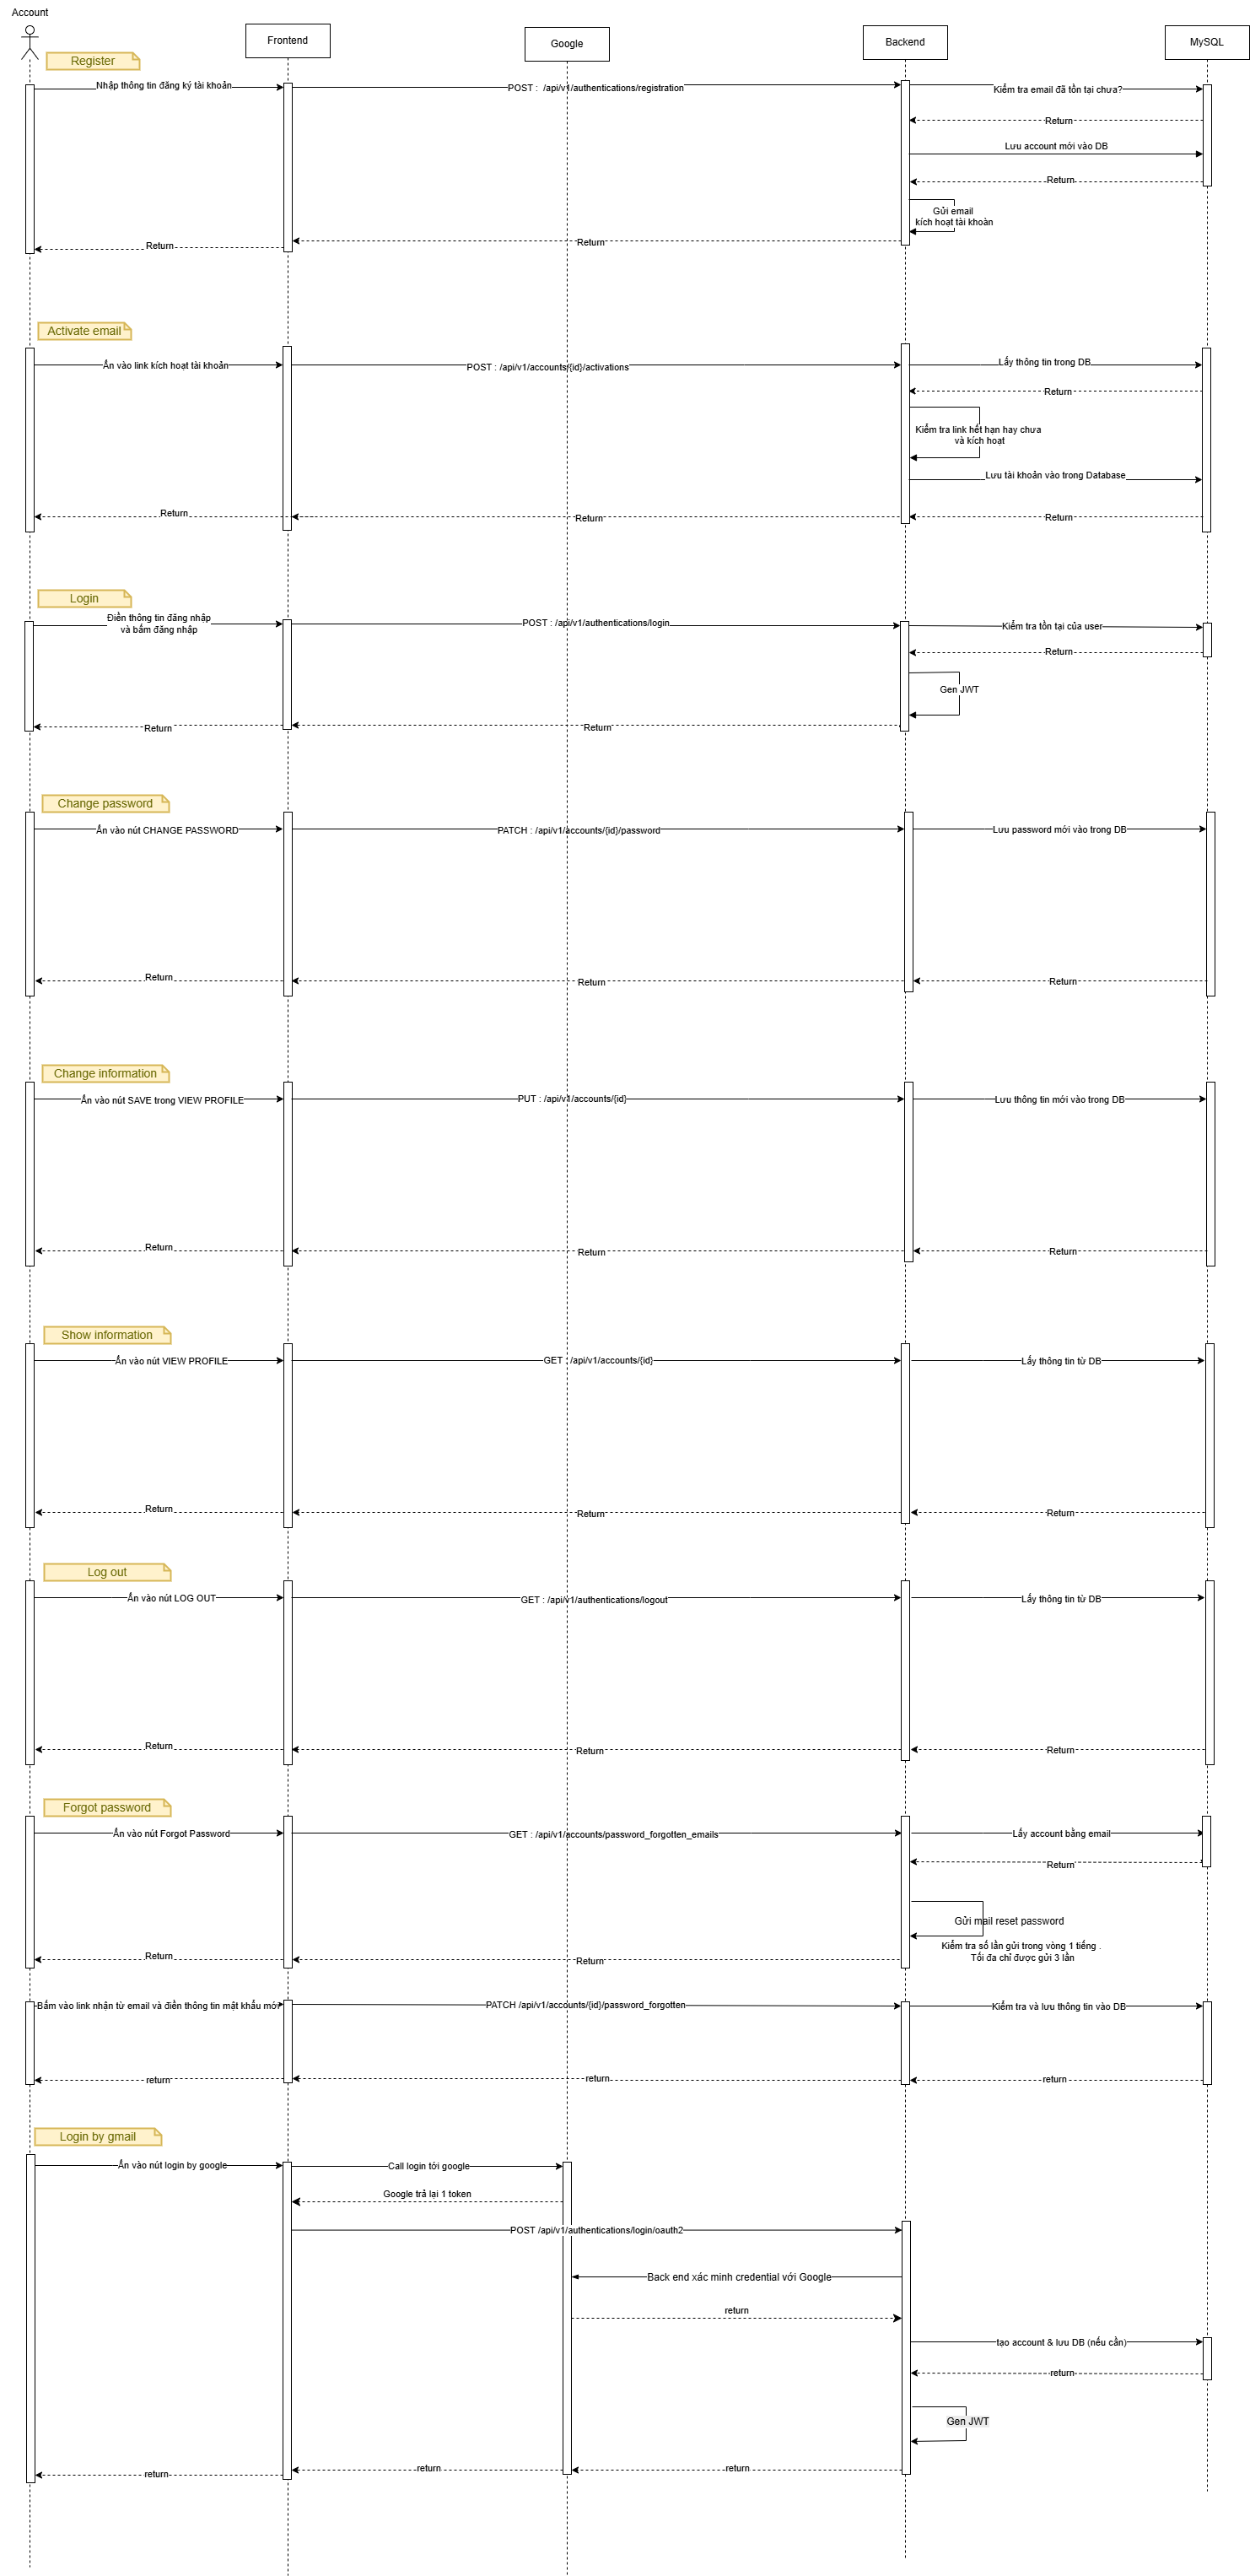 Account
Frontend
Google
Backend
MySQL
Register
Nhập thông tin đăng ký tài khoản
POST : /api/v1/authentications/registration
Kiểm tra email đã tồn tại chưa?
Return
Lưu account mới vào DB
Return
Gửi email
kích hoạt tài khoàn
Return
Return
Activate email
Ấn vào link kích hoạt tài khoản
POST : /api/v1/accounts/{id}/activations
Lấy thông tin trong DB
Return
Kiểm tra link hết hạn hay chưa
và kích hoạt
Lưu tài khoản vào trong Database
Return
Return
Return
Login
Điền thông tin đăng nhập
và bấm đăng nhập
POST : /api/v1/authentications/login
Kiểm tra tồn tại của user
Return
Gen JWT
Return
Return
Change password
Ấn vào nút CHANGE PASSWORD
PATCH : /api/v1/accounts/{id}/password
Lưu password mới vào trong DB
Return
Return
Return
Change information
Ấn vào nút SAVE trong VIEW PROFILE
PUT : /api/v1/accounts/{id}
Lưu thông tin mới vào trong DB
Return
Return
Return
Show information
Ấn vào nút VIEW PROFILE
GET : /api/v1/accounts/{id}
Lấy thông tin từ DB
Return
Return
Return
Log out
Ấn vào nút LOG OUT
GET : /api/v1/authentications/logout
Lấy thông tin từ DB
Return
Return
Return
Forgot password
Ấn vào nút Forgot Password
GET : /api/v1/accounts/password_forgotten_emails
Lấy account bằng email
Return
Gửi mail reset password
Kiểm tra số lần gửi trong vòng 1 tiếng .
Tối đa chỉ được gửi 3 lần
Return
Return
Bấm vào link nhận từ email và điền thông tin mật khẩu mới
PATCH /api/v1/accounts/{id}/password_forgotten
Kiểm tra và lưu thông tin vào DB
return
return
return
Login by gmail
Ấn vào nút login by google
Call login tới google
Google trả lại 1 token
POST /api/v1/authentications/login/oauth2
Back end xác minh credential với Google
return
tạo account & lưu DB (nếu cần)
return
Gen JWT
return
return
return